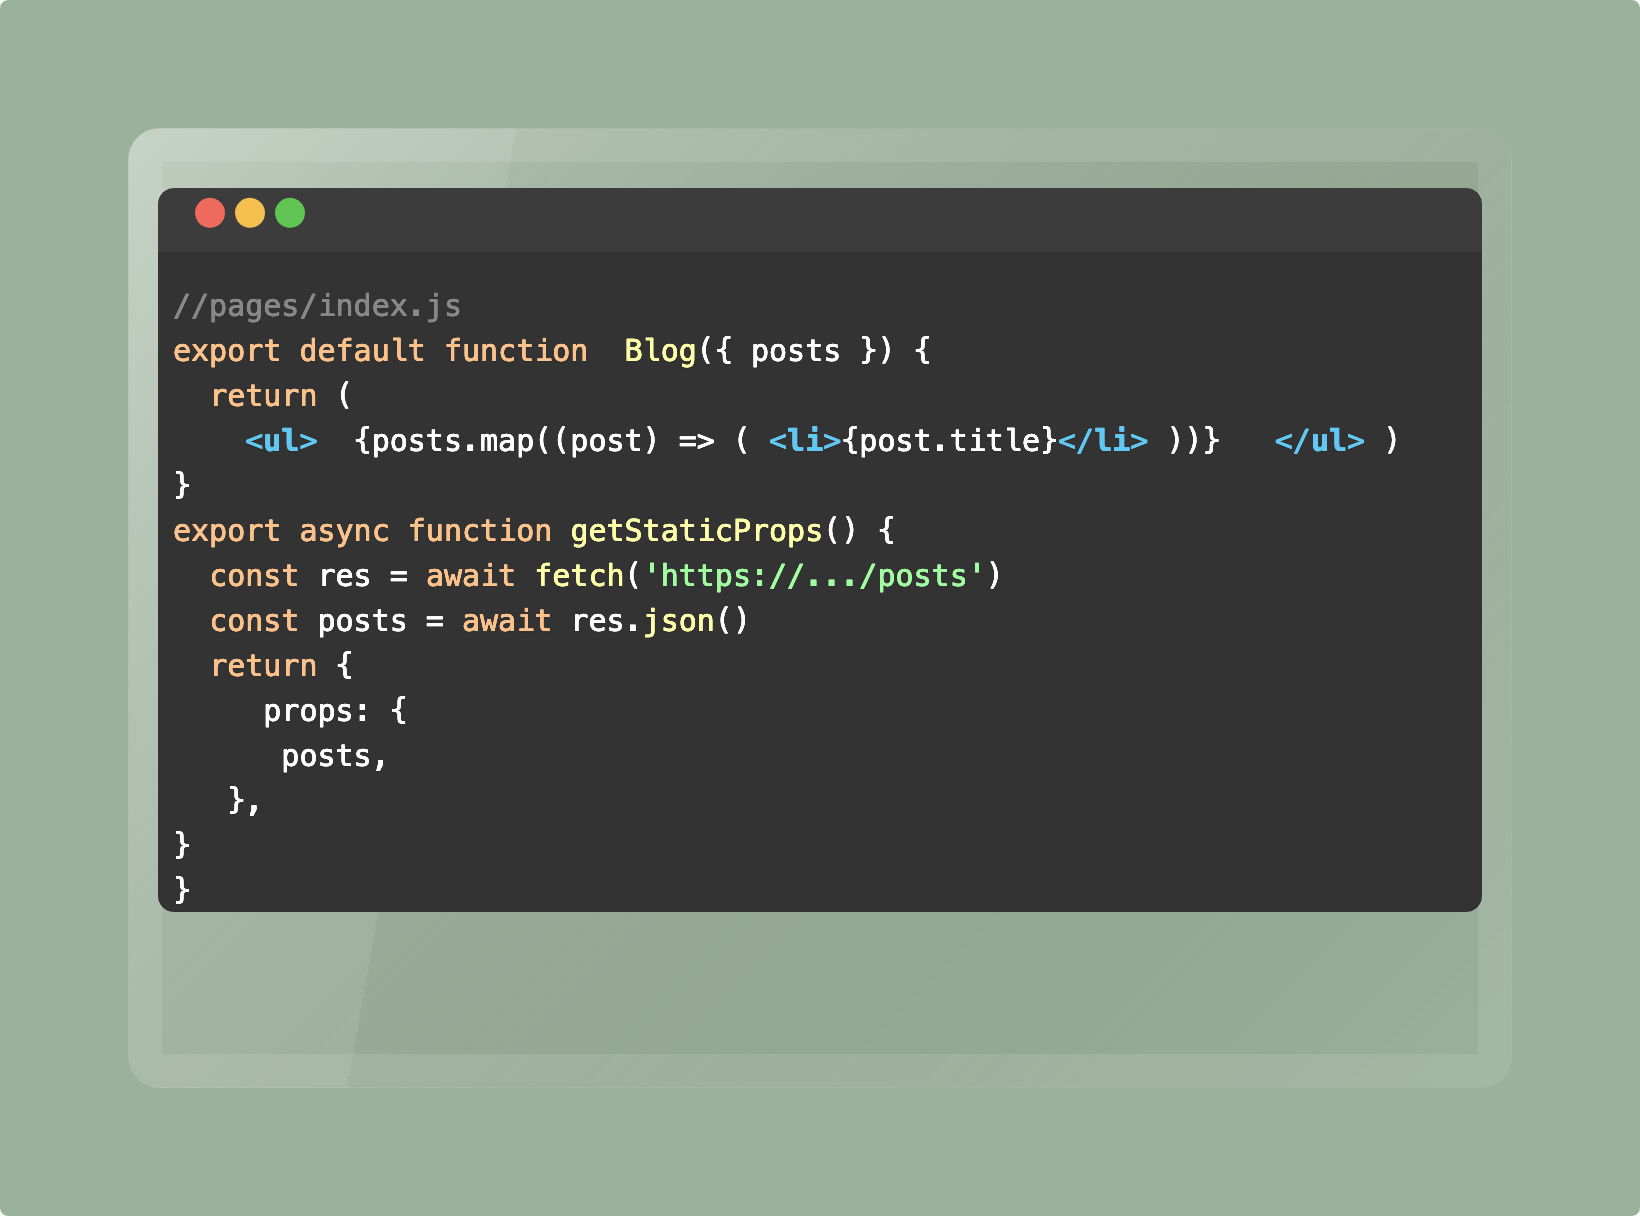 //pages/index.js
export default function  Blog({ posts }) {
  return (
    <ul>  {posts.map((post) => ( <li>{post.title}</li> ))}   </ul> )
}
export async function getStaticProps() {
  const res = await fetch('https://.../posts')
  const posts = await res.json()
  return {
     props: {
      posts,
   },
}
}